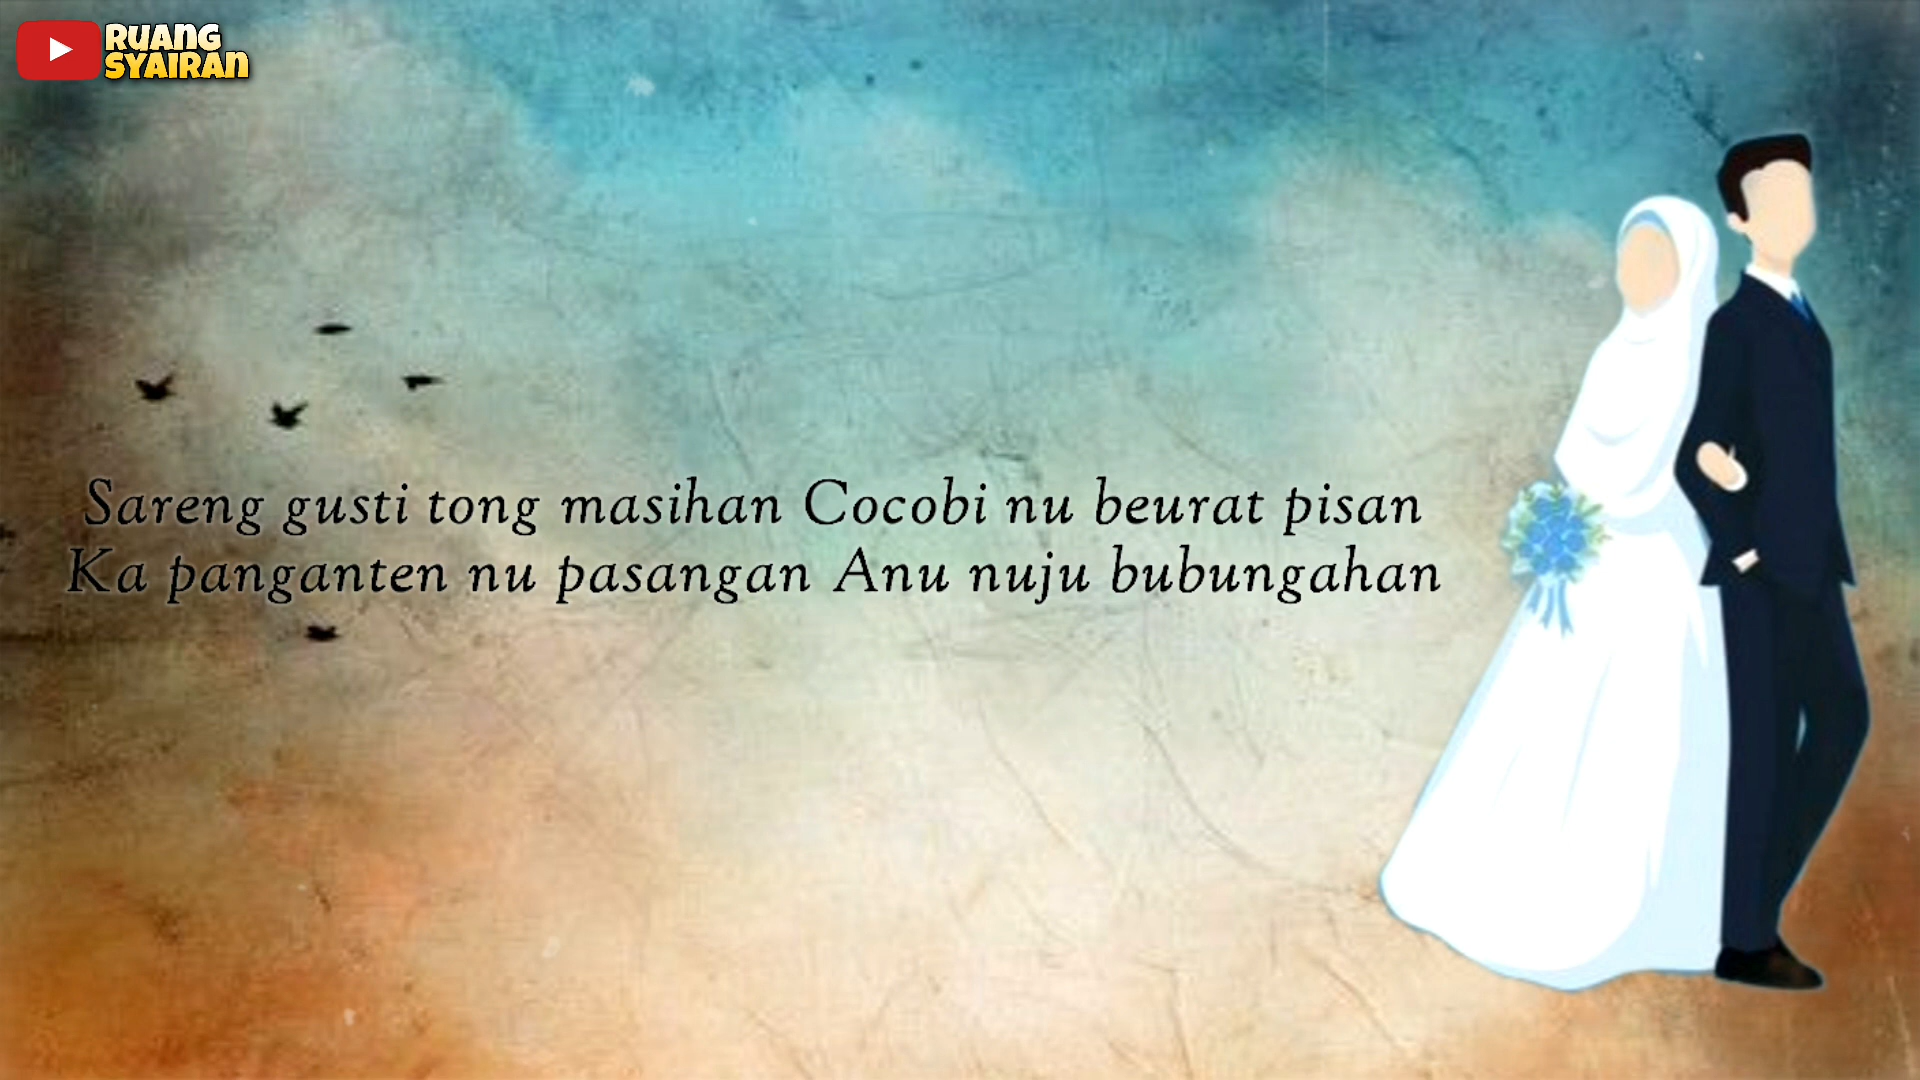 RUANG
SYAIRAN
Sareng gusti tong masihan Cocobi nu beurat pisan
Ka panganten nu pasangan Anu nuju bubungahan